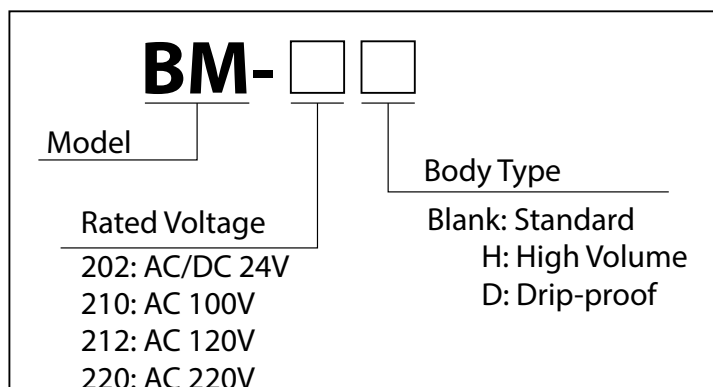 BM-
Model
Rated Voltage
202: AC/DC 24V
210: AC 100V
212: AC 120V
220: AC 220V
Body Type
Blank: Standard
H: High Volume
D: Drip-proof